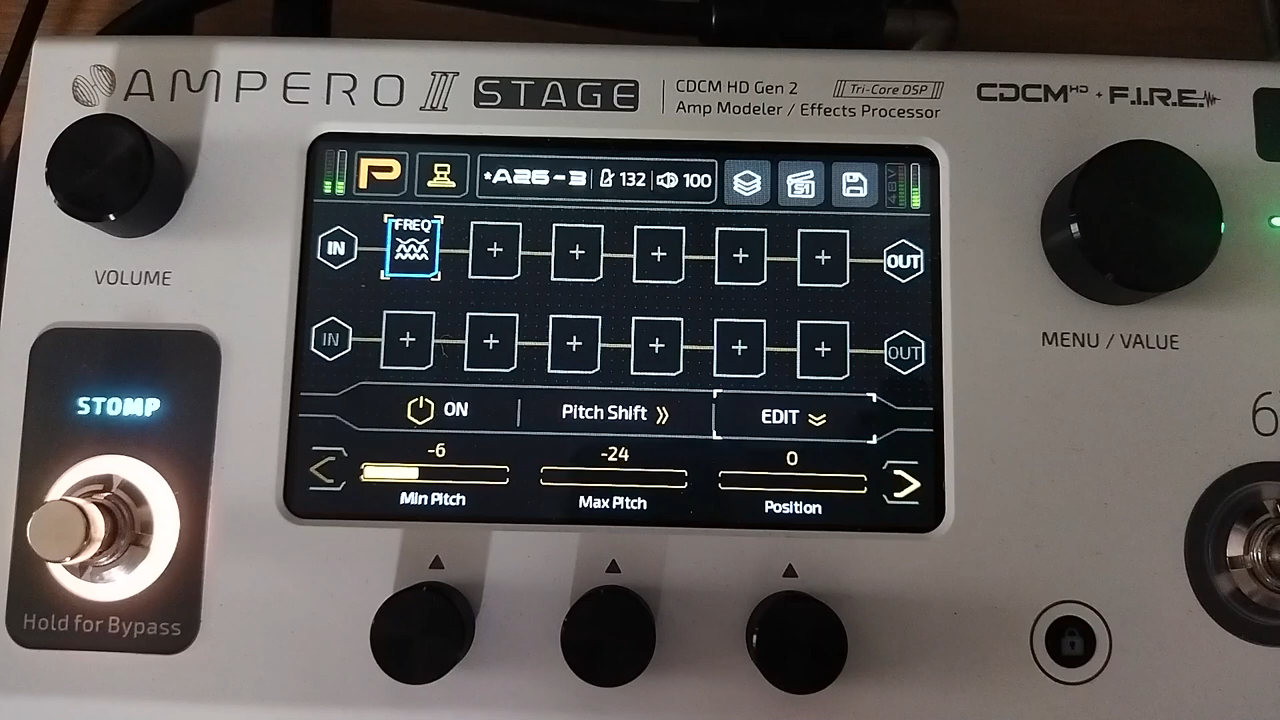 AMPERO II STAGE
CDCM HD Gen 2
Tri-Core DSP
Amp Modeler / Effects Processor
CDCM HD + F.I.R.E.
VOLUME
P
*A26-3
132
100
S1
48V
IN
FREQ
+
+
+
+
+
OUT
IN
+
+
+
+
+
+
OUT
ON
Pitch Shift »
EDIT
-6
-24
0
Min Pitch
Max Pitch
Position
STOMP
Hold for Bypass
MENU / VALUE
6